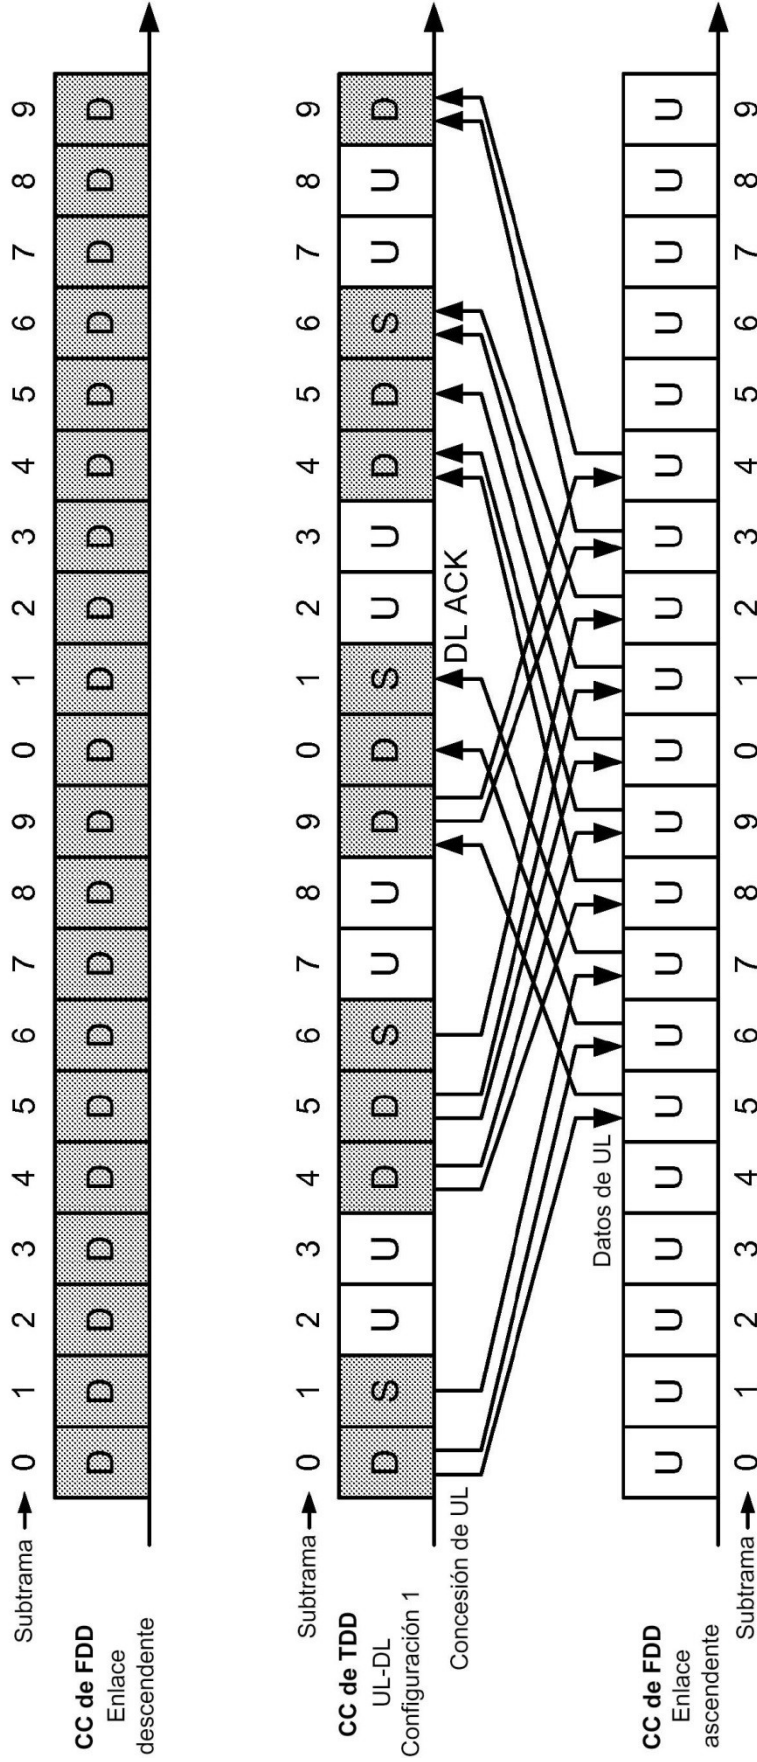 Subtrama 0 1 2 3 4 5 6 7 8 9 0 1 2 3 4 5 6 7 8 9
CC de FDD
Enlace
descendente
D D D D D D D D D D D D D D D D D D D D
Subtrama 0 1 2 3 4 5 6 7 8 9 0 1 2 3 4 5 6 7 8 9
CC de TDD
UL-DL
Configuración 1
D S U U D D S U U D D S U U D D S U U D
Concesión de UL
DL ACK
Datos de UL
CC de FDD
Enlace
ascendente
U U U U U U U U U U U U U U U U U U U U
Subtrama 0 1 2 3 4 5 6 7 8 9 0 1 2 3 4 5 6 7 8 9